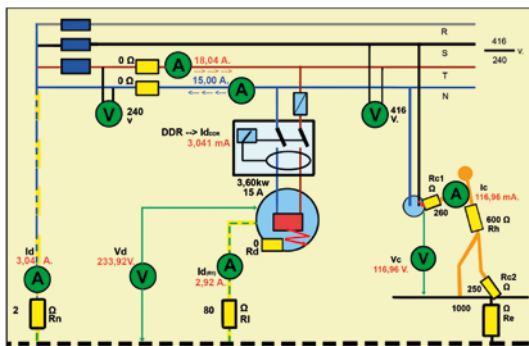 R
S
T
N
416
240
v.
0 Ω
18,04 A.
A
0 Ω
15,00 A.
A
V
240
v
V
416
V.
DDR --> Id DDR
3,041 mA
3,60kw
15 A
0
Rd
Id
3,04 A.
A
2
Ω
Rn
Vd
233,92V.
V
Id(Rt)
2,92 A.
A
80
Ω
Rl
Rc1
Ω
260
A
Ic
116,96 mA.
600 Ω
Rh
Vc
116,96 V.
V
Rc2
250
Ω
1000
Ω
Re